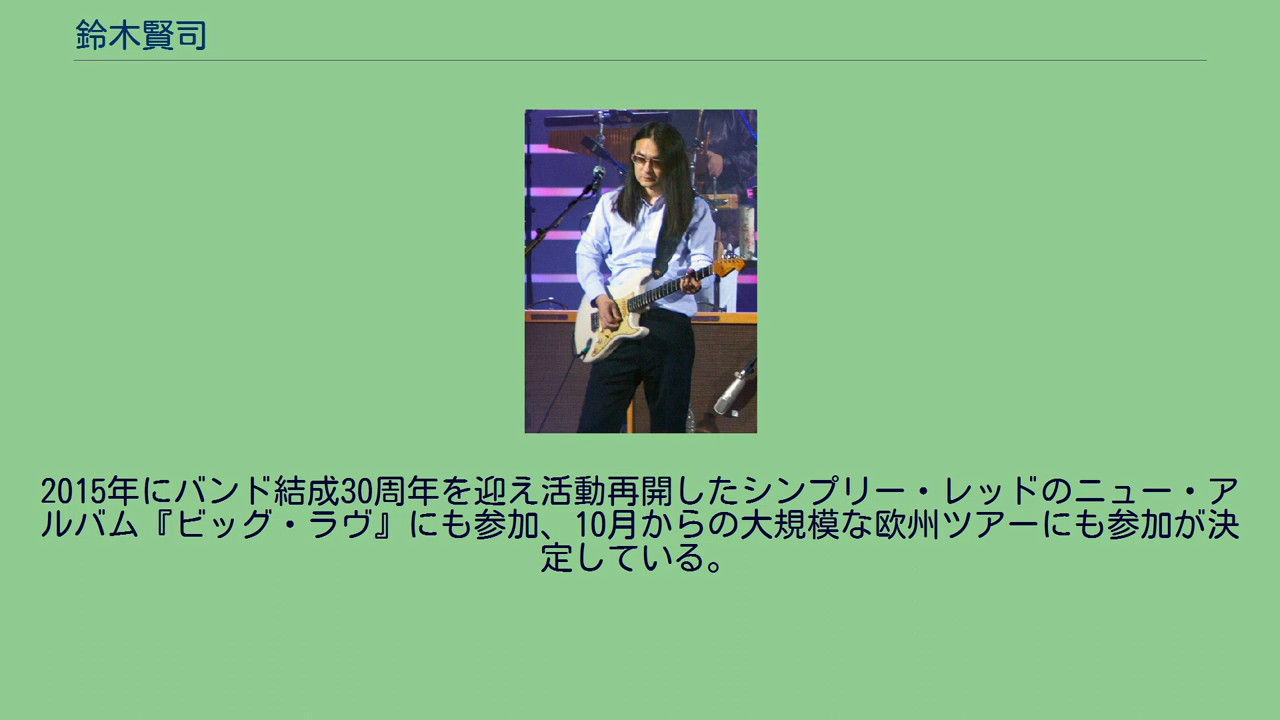 鈴木賢司
2015年にバンド結成30周年を迎え活動再開したシンプリー・レッドのニュー・ア
ルバム『ビッグ・ラヴ』にも参加、10月からの大規模な欧州ツアーにも参加が決
定している。